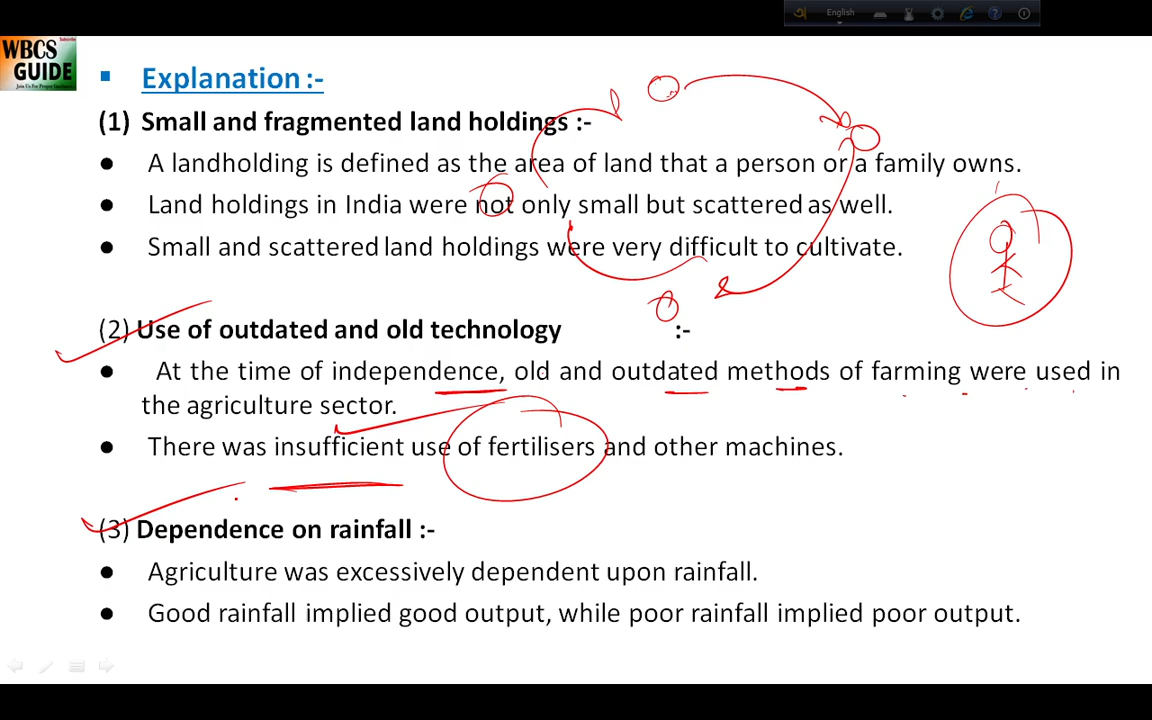 English
WBCS
GUIDE
Explanation :-
(1) Small and fragmented land holdings :-
● A landholding is defined as the area of land that a person or a family owns.
● Land holdings in India were not only small but scattered as well.
● Small and scattered land holdings were very difficult to cultivate.
(2) Use of outdated and old technology :-
● At the time of independence, old and outdated methods of farming were used in
the agriculture sector.
● There was insufficient use of fertilisers and other machines.
(3) Dependence on rainfall :-
● Agriculture was excessively dependent upon rainfall.
● Good rainfall implied good output, while poor rainfall implied poor output.